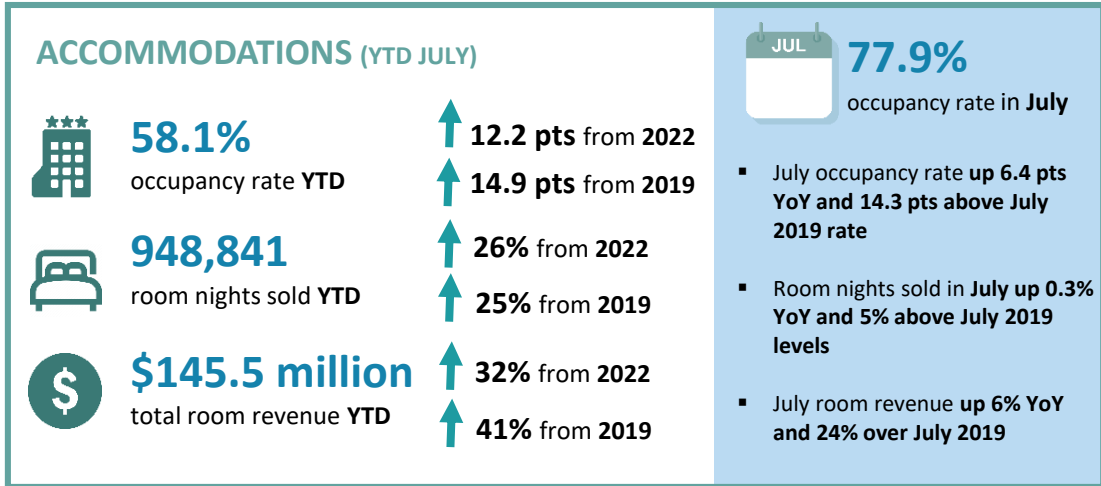 ACCOMMODATIONS (YTD JULY)
58.1%
occupancy rate YTD
12.2 pts from 2022
14.9 pts from 2019
948,841
room nights sold YTD
26% from 2022
25% from 2019
$145.5 million
total room revenue YTD
32% from 2022
41% from 2019
JUL
77.9%
occupancy rate in July
▪ July occupancy rate up 6.4 pts
YoY and 14.3 pts above July
2019 rate
▪ Room nights sold in July up 0.3%
YoY and 5% above July 2019
levels
▪ July room revenue up 6% YoY
and 24% over July 2019